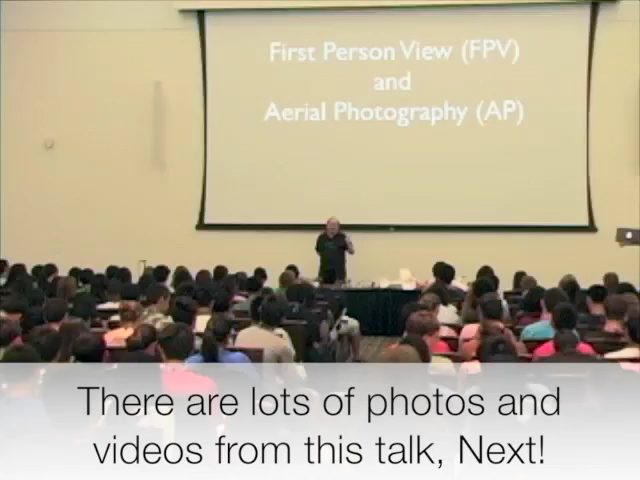 First Person View (FPV)
and
Aerial Photography (AP)
There are lots of photos and
videos from this talk, Next!